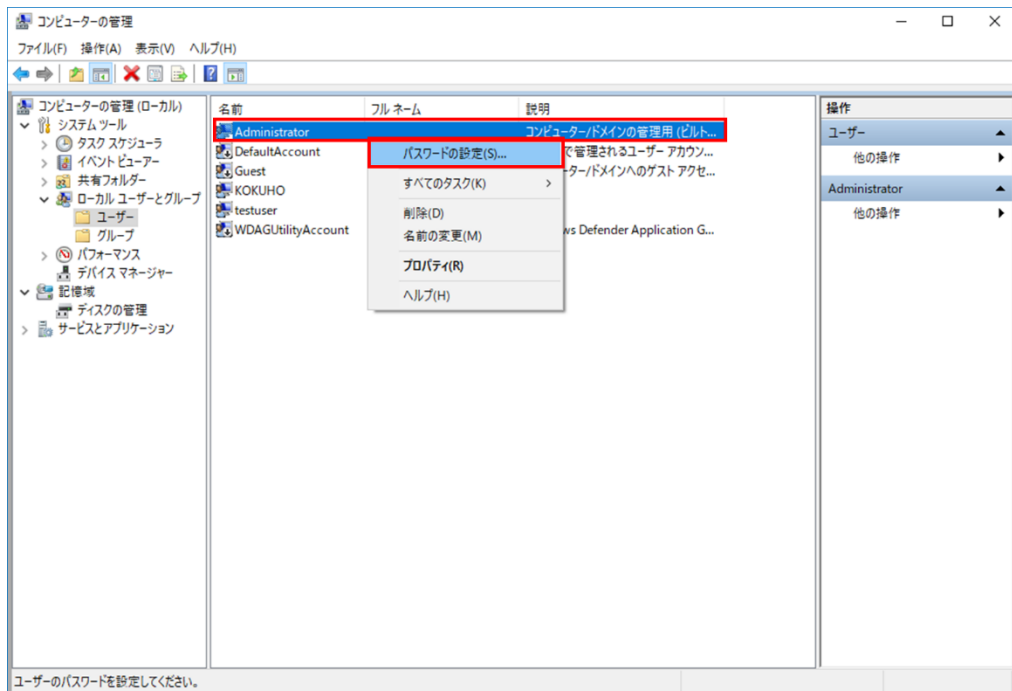 コンピューターの管理
ファイル(F) 操作(A) 表示(V) ヘルプ(H)
コンピューターの管理 (ローカル)
システム ツール
タスク スケジューラ
イベント ビューアー
共有フォルダー
ローカル ユーザーとグループ
ユーザー
グループ
パフォーマンス
デバイス マネージャー
記憶域
ディスクの管理
サービスとアプリケーション
名前 フル ネーム 説明
Administrator コンピューター/ドメインの管理用 (ビルト...
DefaultAccount で管理されるユーザー アカウン...
Guest ーター/ドメインへのゲスト アクセ...
KOKUHO
testuser
WDAGUtilityAccount ws Defender Application G...
パスワードの設定(S)...
すべてのタスク(K)
削除(D)
名前の変更(M)
プロパティ(R)
ヘルプ(H)
操作
ユーザー
他の操作
Administrator
他の操作
ユーザーのパスワードを設定してください。